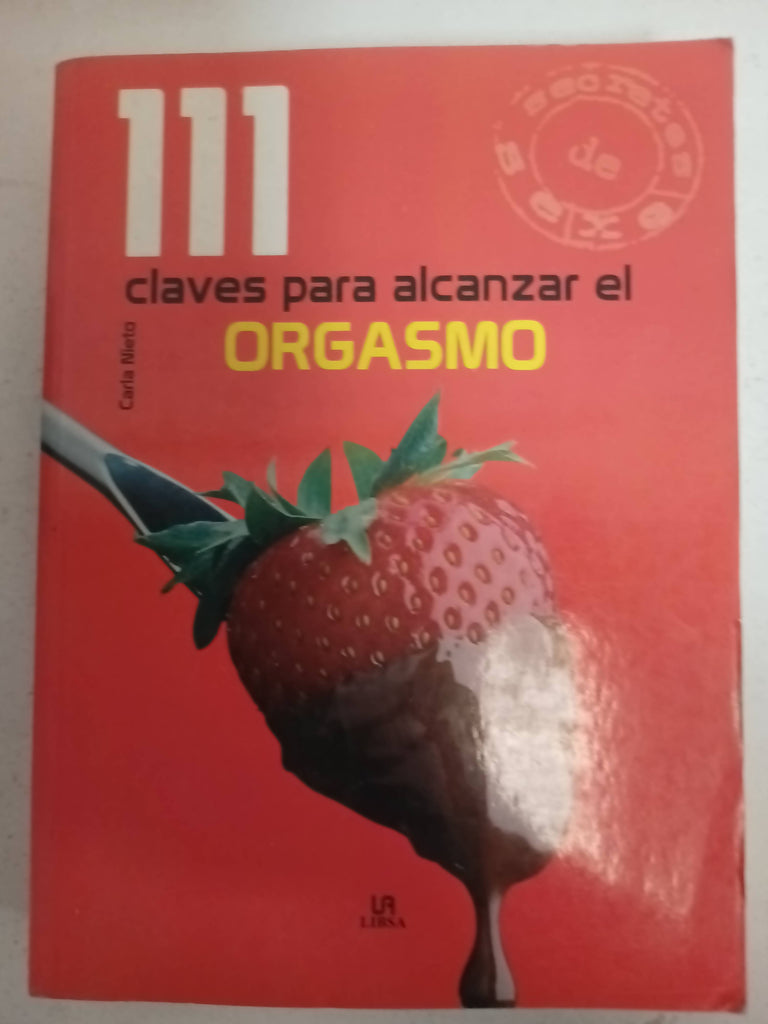 111
secretos de sexo
claves para alcanzar el
ORGASMO
Carla Nieto
LIBSA